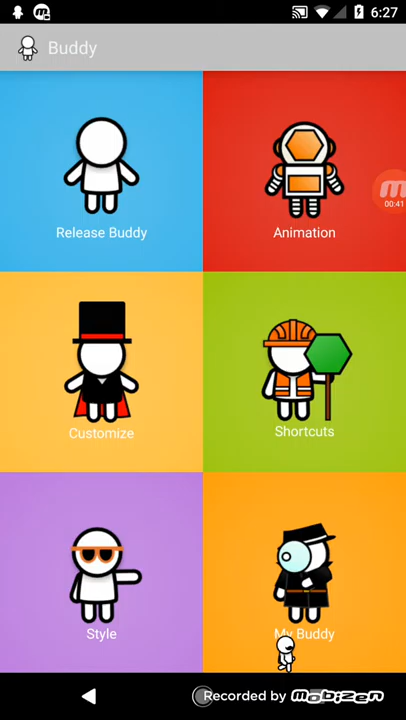 6:27
Buddy
00:41
Release Buddy
Animation
Customize
Shortcuts
Style
My Buddy
Recorded by mobizen